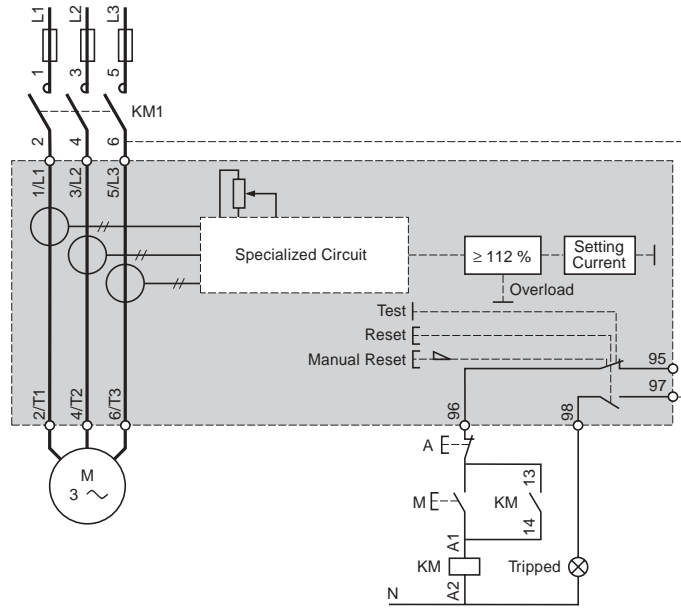 L1
L2
L3
1
3
5
KM1
2
4
6
1/L1
3/L2
5/L3
Specialized Circuit
≥ 112 %
Setting
Current
Overload
Test
Reset
Manual Reset
95
97
2/T1
4/T2
6/T3
96
98
A
M
3
M
KM
13
14
A1
KM
Tripped
A2
N